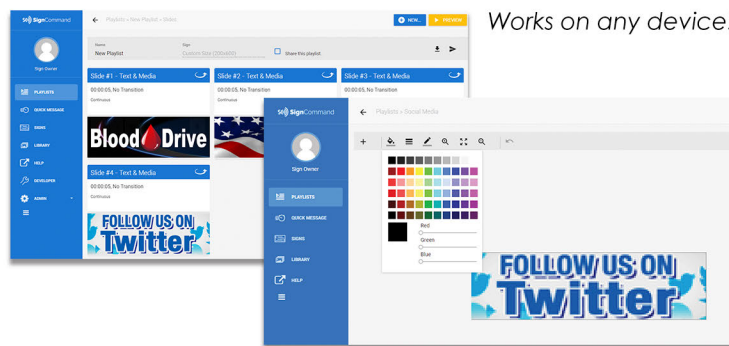 Works on any device.
SignCommand
Playlists > New Playlist > Slides
NEW...
PREVIEW
Name
New Playlist
Sign
Custom Size (200x600)
Share this playlist
Sign Owner
PLAYLISTS
QUICK MESSAGE
SIGNS
LIBRARY
HELP
DEVELOPER
ADMIN
Slide #1 - Text & Media
00:00:05, No Transition
Continuous
Blood Drive
Slide #2 - Text & Media
00:00:05, No Transition
Continuous
Slide #3 - Text & Media
00:00:05, No Transition
Continuous
Slide #4 - Text & Media
00:00:05, No Transition
Continuous
FOLLOW US ON
Twitter
SignCommand
Playlists > Social Media
Sign Owner
PLAYLISTS
QUICK MESSAGE
SIGNS
LIBRARY
HELP
Red
Green
Blue
FOLLOW US ON
Twitter